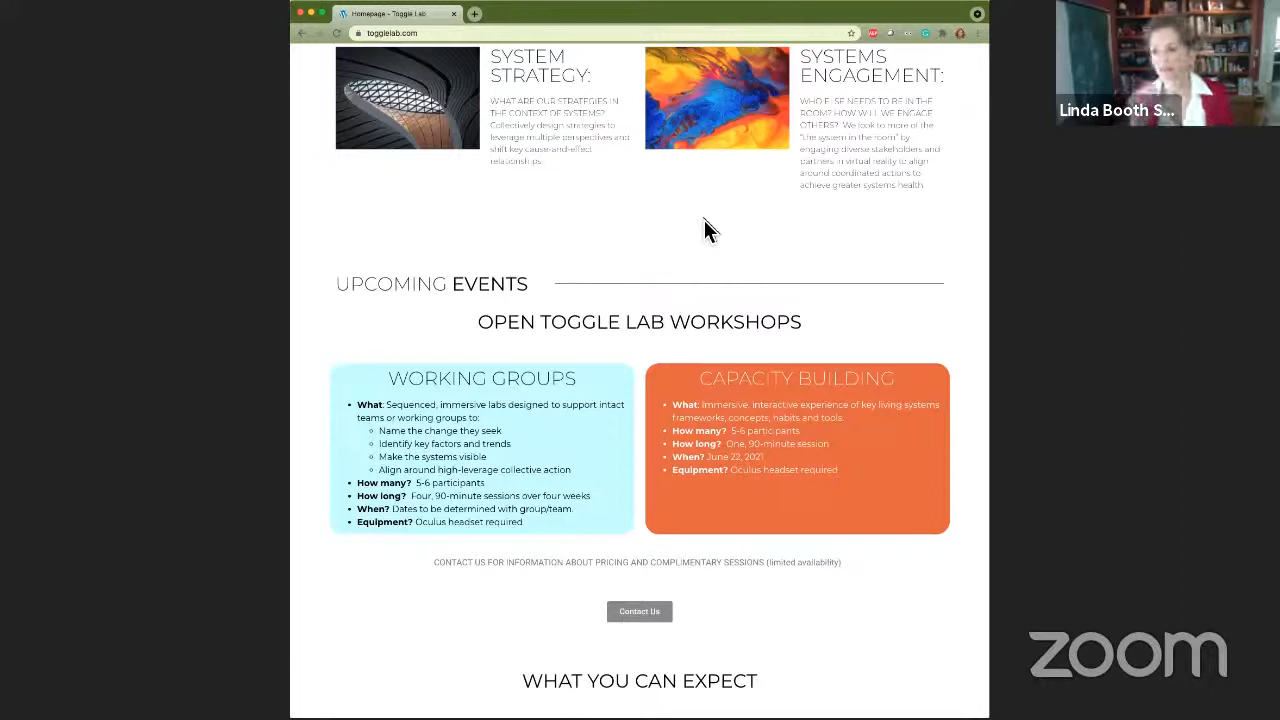 Homepage - Toggle Lab
togglelab.com
SYSTEM
STRATEGY:
WHAT ARE OUR STRATEGIES IN
THE CONTEXT OF SYSTEMS?
Collectively design strategies to
leverage multiple perspectives and
shift key cause-and-effect
relationships.
SYSTEMS
ENGAGEMENT:
WHO ELSE NEEDS TO BE IN THE
ROOM? HOW WILL WE ENGAGE
OTHERS? We look to more of the
"the system in the room" by
engaging diverse stakeholders and
partners in virtual reality to align
around coordinated actions to
achieve greater systems health
Linda Booth S...
UPCOMING EVENTS
OPEN TOGGLE LAB WORKSHOPS
WORKING GROUPS
• What: Sequenced, immersive labs designed to support intact
teams or working groups to:
◦ Name the change they seek
◦ Identify key factors and trends
◦ Make the systems visible
◦ Align around high-leverage collective action
• How many? 5-6 participants
• How long? Four, 90-minute sessions over four weeks
• When? Dates to be determined with group/team.
• Equipment? Oculus headset required
CAPACITY BUILDING
• What: Immersive, interactive experience of key living systems
frameworks, concepts, habits and tools.
• How many? 5-6 participants
• How long? One, 90-minute session
• When? June 22, 2021
• Equipment? Oculus headset required
CONTACT US FOR INFORMATION ABOUT PRICING AND COMPLIMENTARY SESSIONS (limited availability)
Contact Us
WHAT YOU CAN EXPECT
zoom